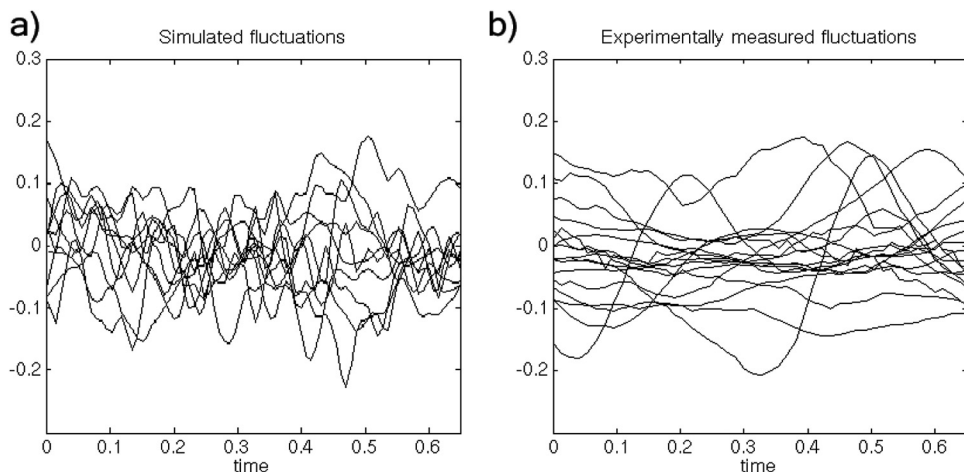 a)
Simulated fluctuations
0.3
0.2
0.1
0
-0.1
-0.2
0 0.1 0.2 0.3 0.4 0.5 0.6
time
b)
Experimentally measured fluctuations
0.3
0.2
0.1
0
-0.1
-0.2
0 0.1 0.2 0.3 0.4 0.5 0.6
time